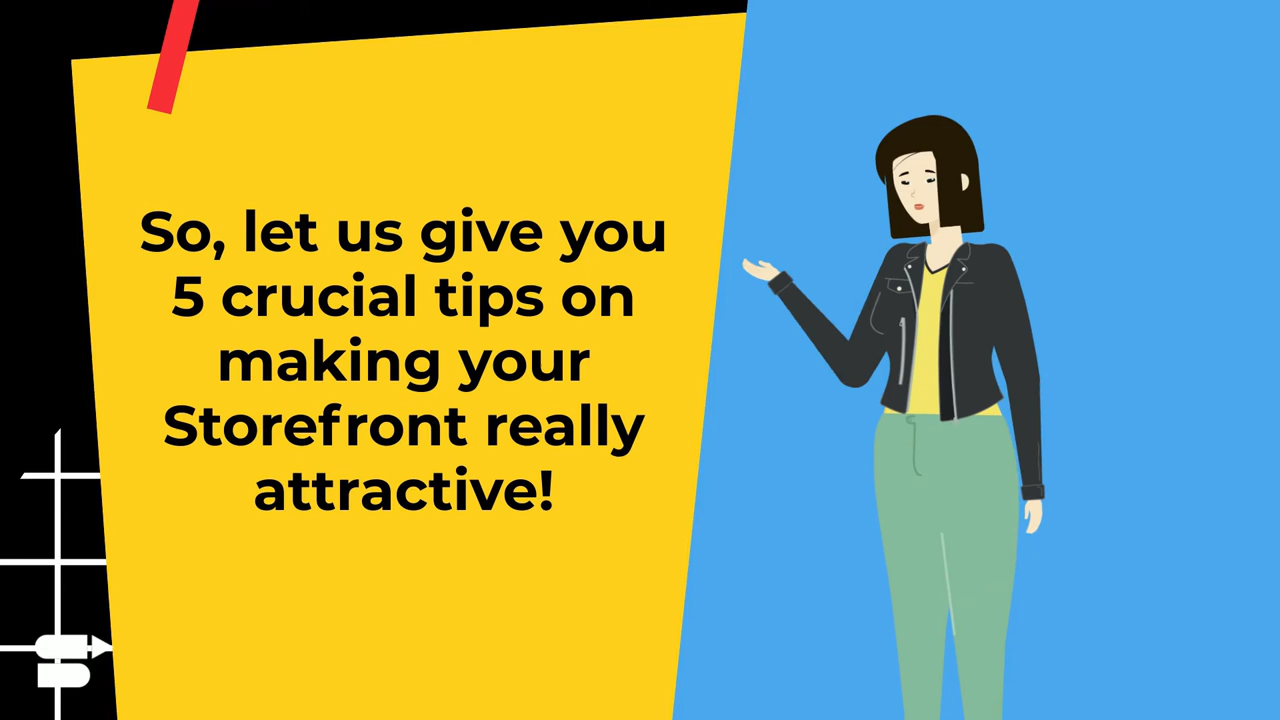 So, let us give you
5 crucial tips on
making your
Storefront really
attractive!